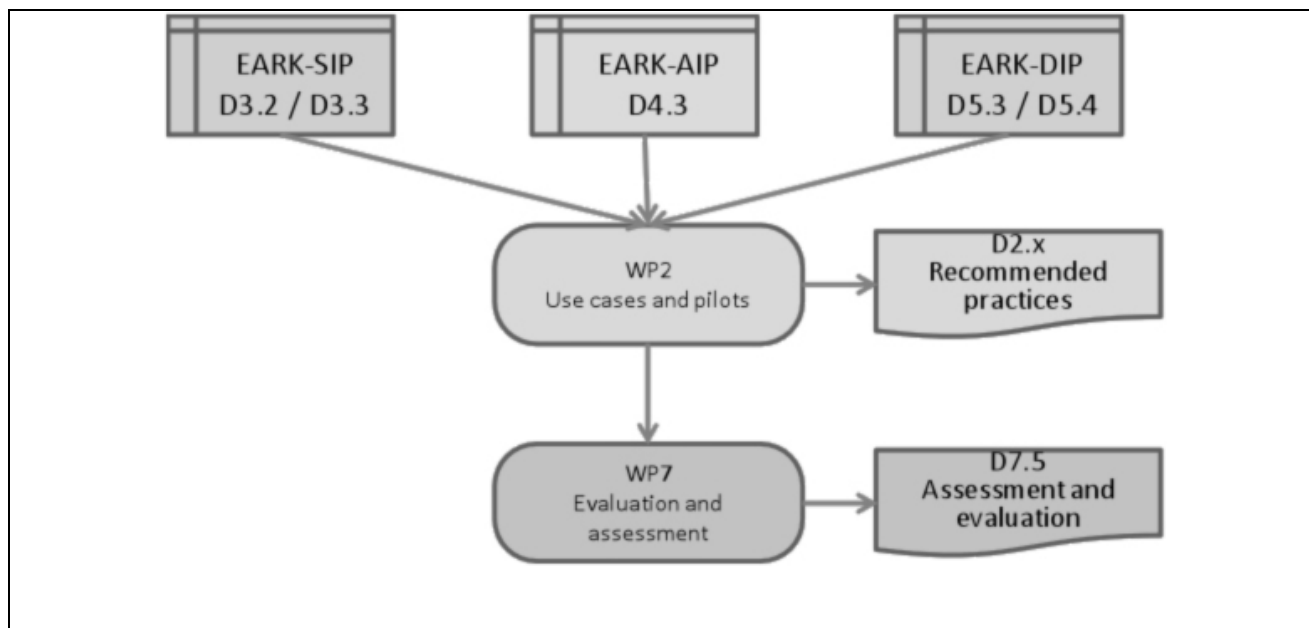 EARK-SIP
D3.2 / D3.3
EARK-AIP
D4.3
EARK-DIP
D5.3 / D5.4
WP2
Use cases and pilots
D2.x
Recommended
practices
WP7
Evaluation and
assessment
D7.5
Assessment and
evaluation